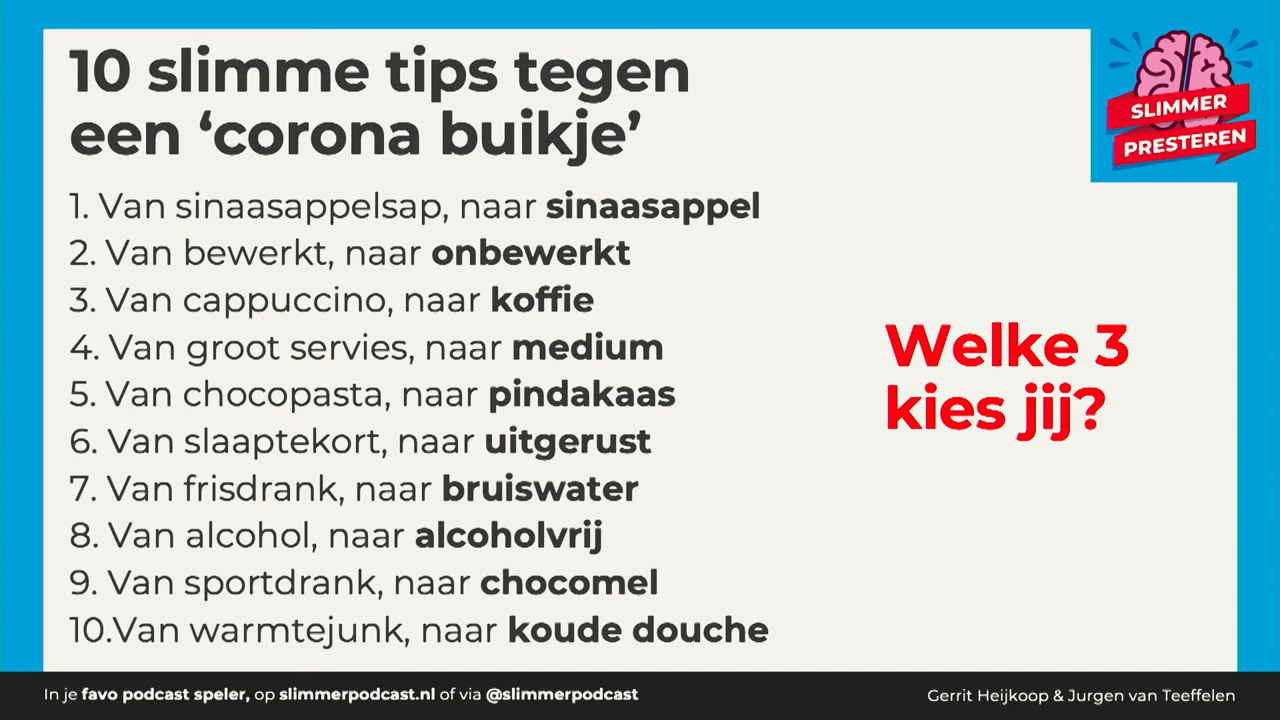 10 slimme tips tegen
een ‘corona buikje’
SLIMMER
PRESTEREN
1. Van sinaasappelsap, naar sinaasappel
2. Van bewerkt, naar onbewerkt
3. Van cappuccino, naar koffie
4. Van groot servies, naar medium
5. Van chocopasta, naar pindakaas
6. Van slaaptekort, naar uitgerust
7. Van frisdrank, naar bruiswater
8. Van alcohol, naar alcoholvrij
9. Van sportdrank, naar chocomel
10.Van warmtejunk, naar koude douche
Welke 3
kies jij?
In je favo podcast speler, op slimmerpodcast.nl of via @slimmerpodcast
Gerrit Heijkoop & Jurgen van Teeffelen